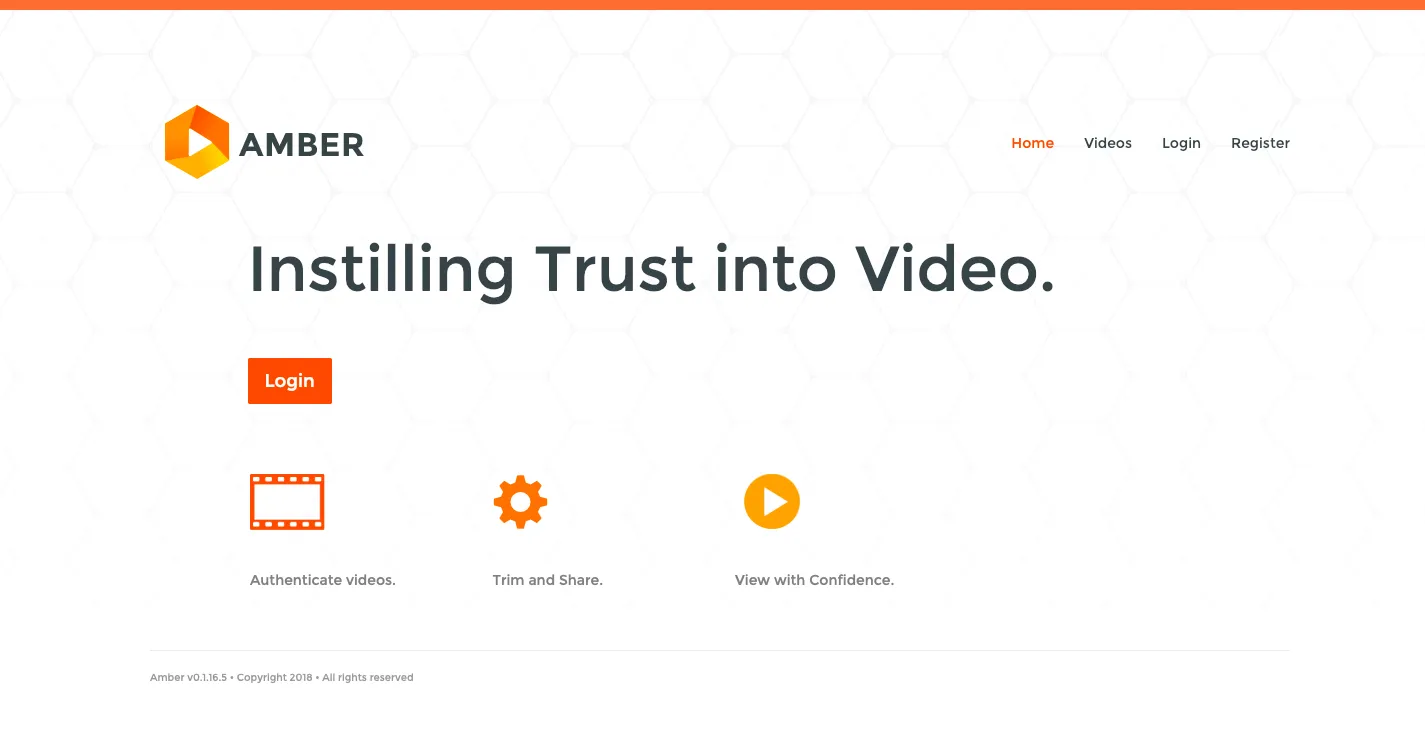 AMBER
Home Videos Login Register
Instilling Trust into Video.
Login
Authenticate videos. Trim and Share. View with Confidence.
Amber v0.1.16.5 • Copyright 2018 • All rights reserved